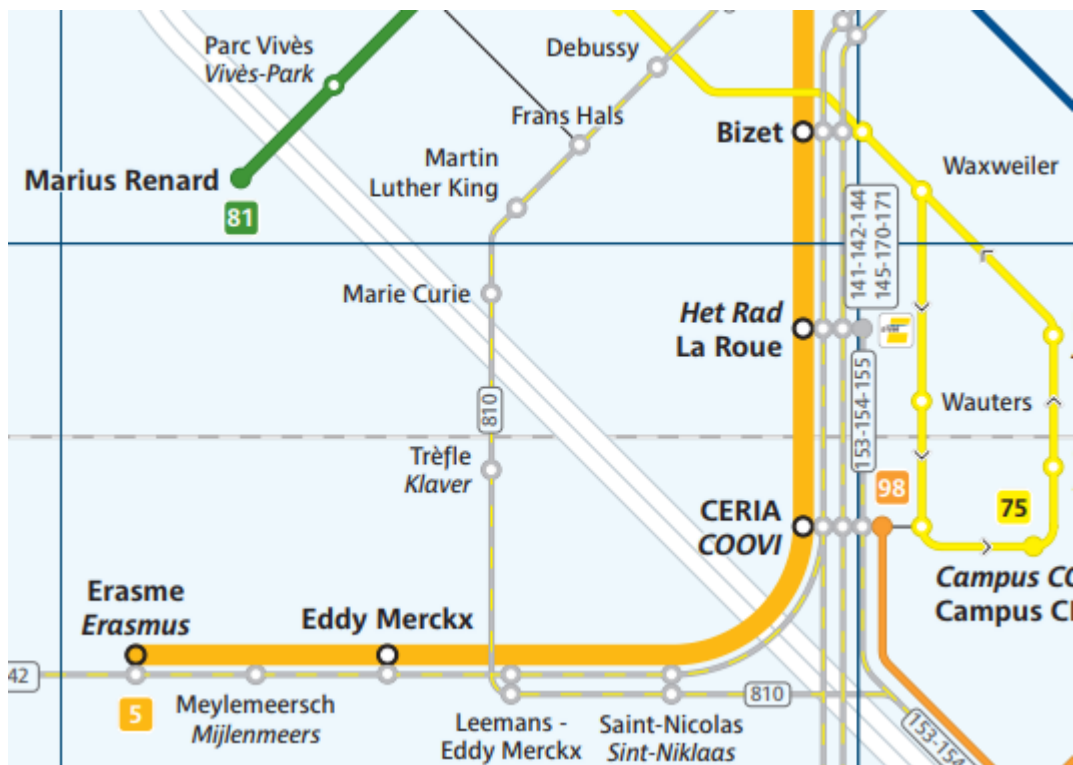 Parc Vivès
Vivès-Park
Debussy
Frans Hals
Bizet
Waxweiler
Martin
Luther King
Marius Renard
81
141-142-144
145-170-171
Marie Curie
Het Rad
La Roue
810
153-154-155
Wauters
Trèfle
Klaver
98
75
CERIA
COOVI
Campus CO
Campus C
Erasme
Erasmus
Eddy Merckx
42
5
Meylemeersch
Mijlenmeers
Leemans -
Eddy Merckx
Saint-Nicolas
Sint-Niklaas
810
153-154